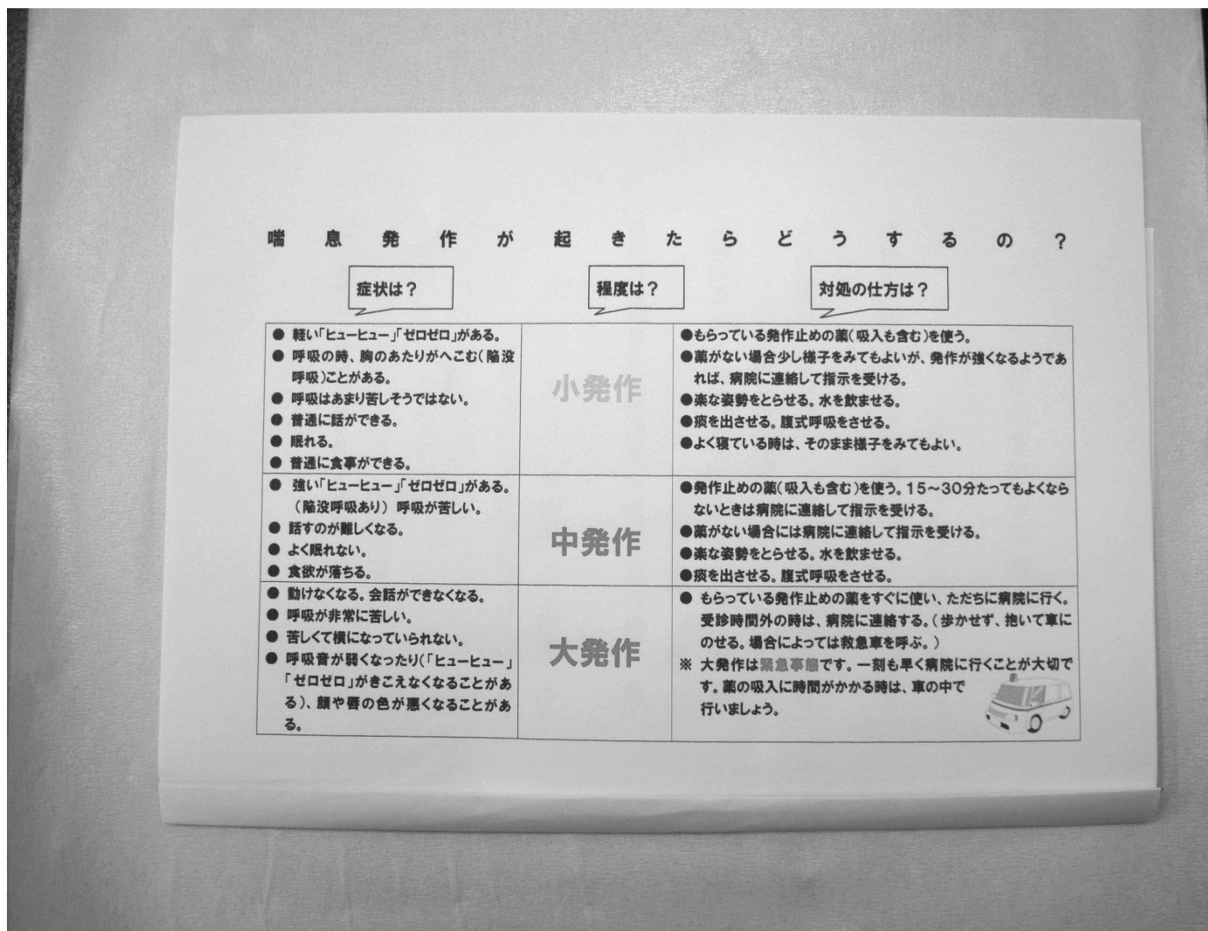 喘息発作が起きたらどうするの？
症状は？
程度は？
対処の仕方は？
● 軽い「ヒューヒュー」「ゼロゼロ」がある。
● 呼吸の時、胸のあたりがへこむ（陥没
呼吸）ことがある。
● 呼吸はあまり苦しそうではない。
● 普通に話ができる。
● 眠れる。
● 普通に食事ができる。
小発作
●もらっている発作止めの薬（吸入も含む）を使う。
●薬がない場合少し様子をみてもよいが、発作が強くなるようであ
れば、病院に連絡して指示を受ける。
●楽な姿勢をとらせる。水を飲ませる。
●痰を出させる。腹式呼吸をさせる。
●よく寝ている時は、そのまま様子をみてもよい。
● 強い「ヒューヒュー」「ゼロゼロ」がある。
（陥没呼吸あり） 呼吸が苦しい。
● 話すのが難しくなる。
● よく眠れない。
● 食欲が落ちる。
中発作
●発作止めの薬（吸入も含む）を使う。15～30分たってもよくなら
ないときは病院に連絡して指示を受ける。
●薬がない場合には病院に連絡して指示を受ける。
●楽な姿勢をとらせる。水を飲ませる。
●痰を出させる。腹式呼吸をさせる。
● 動けなくなる。会話ができなくなる。
● 呼吸が非常に苦しい。
● 苦しくて横になっていられない。
● 呼吸音が弱くなったり（「ヒューヒュー」
「ゼロゼロ」がきこえなくなることがあ
る）、顔や唇の色が悪くなることがあ
る。
大発作
● もらっている発作止めの薬をすぐに使い、ただちに病院に行く。
受診時間外の時は、病院に連絡する。（歩かせず、抱いて車に
のせる。場合によっては救急車を呼ぶ。）
※ 大発作は緊急事態です。一刻も早く病院に行くことが大切で
す。薬の吸入に時間がかかる時は、車の中で
行いましょう。